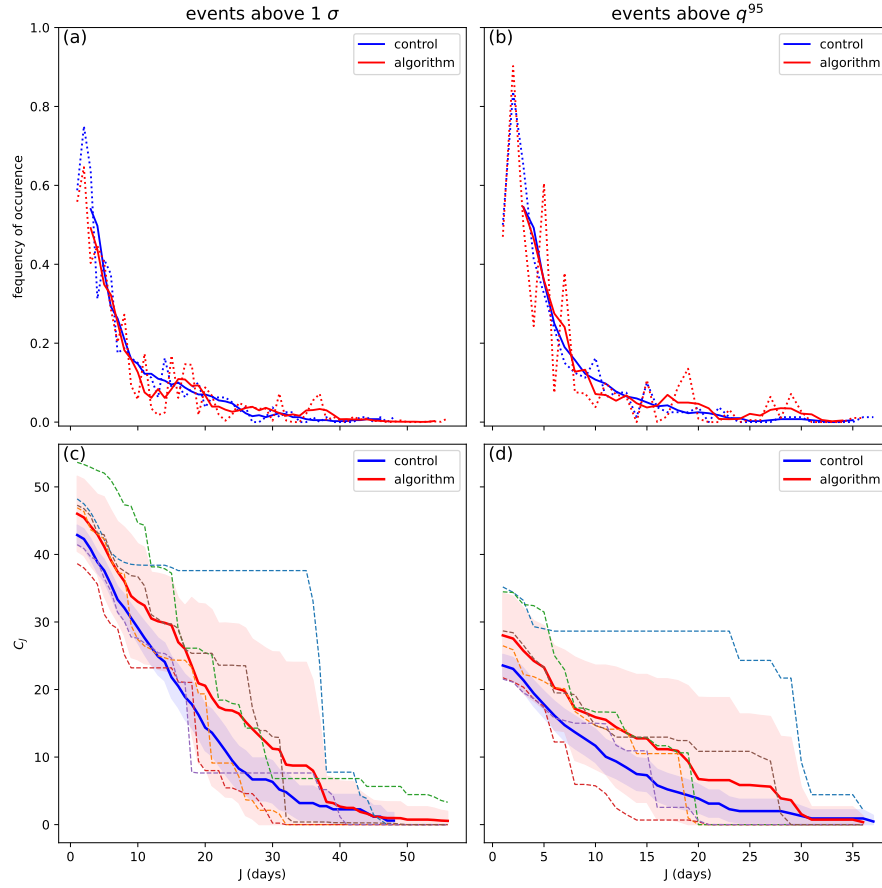 events above 1 σ
events above q^95
(a)
control
algorithm
(b)
control
algorithm
1.0
0.8
0.6
0.4
0.2
0.0
fequency of occurence
(c)
control
algorithm
(d)
control
algorithm
50
40
30
20
10
0
C_J
0 10 20 30 40 50
0 5 10 15 20 25 30 35
J (days)
J (days)